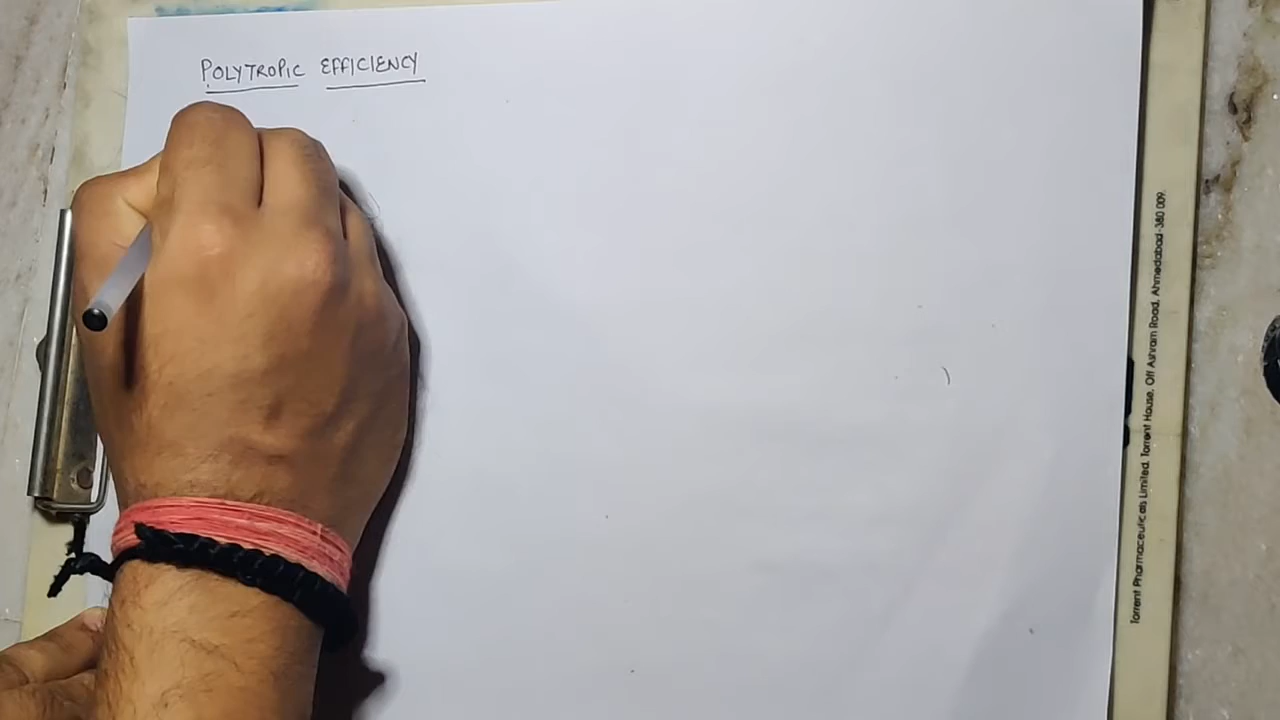 POLYTROPIC EFFICIENCY
Torrent Pharmaceuticals Limited, Torrent House, Off Ashram Road, Ahmedabad-380 009.